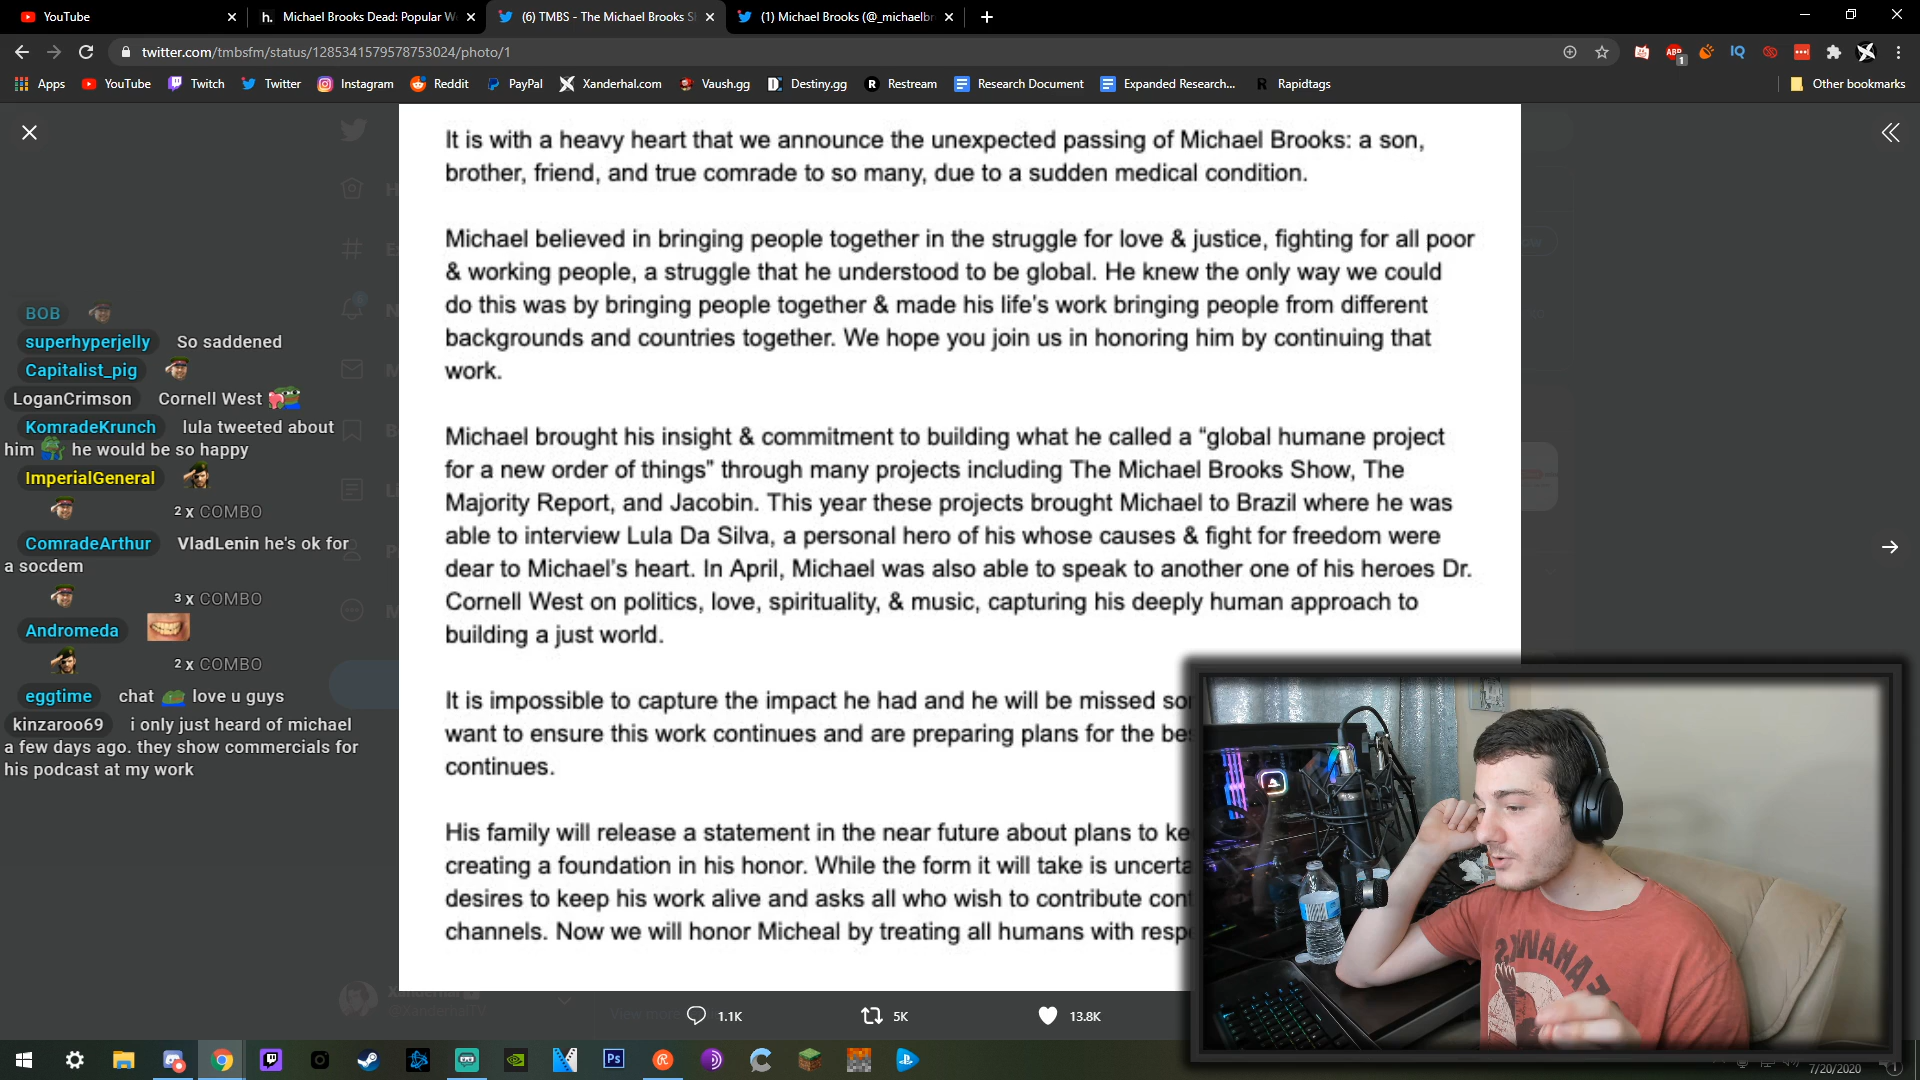 YouTube
Michael Brooks Dead: Popular W
(6) TMBS - The Michael Brooks S
(1) Michael Brooks (@_michaelbr
twitter.com/tmbsfm/status/1285341579578753024/photo/1
Apps
YouTube
Twitch
Twitter
Instagram
Reddit
PayPal
Xanderhal.com
Vaush.gg
Destiny.gg
Restream
Research Document
Expanded Research...
Rapidtags
Other bookmarks
It is with a heavy heart that we announce the unexpected passing of Michael Brooks: a son,
brother, friend, and true comrade to so many, due to a sudden medical condition.
Michael believed in bringing people together in the struggle for love & justice, fighting for all poor
& working people, a struggle that he understood to be global. He knew the only way we could
do this was by bringing people together & made his life's work bringing people from different
backgrounds and countries together. We hope you join us in honoring him by continuing that
work.
Michael brought his insight & commitment to building what he called a “global humane project
for a new order of things” through many projects including The Michael Brooks Show, The
Majority Report, and Jacobin. This year these projects brought Michael to Brazil where he was
able to interview Lula Da Silva, a personal hero of his whose causes & fight for freedom were
dear to Michael's heart. In April, Michael was also able to speak to another one of his heroes Dr.
Cornell West on politics, love, spirituality, & music, capturing his deeply human approach to
building a just world.
It is impossible to capture the impact he had and he will be missed
want to ensure this work continues and are preparing plans for the
continues.
His family will release a statement in the near future about plans to
creating a foundation in his honor. While the form it will take is
desires to keep his work alive and asks all who wish to contribute
channels. Now we will honor Micheal by treating all humans with
BOB
superhyperjelly So saddened
Capitalist_pig
LoganCrimson Cornell West
KomradeKrunch lula tweeted about
him he would be so happy
ImperialGeneral
2 x COMBO
ComradeArthur VladLenin he's ok for
a socdem
3 x COMBO
Andromeda
2 x COMBO
eggtime chat love u guys
kinzaroo69 i only just heard of michael
a few days ago. they show commercials for
his podcast at my work
1.1K
5K
13.8K
7/20/2020